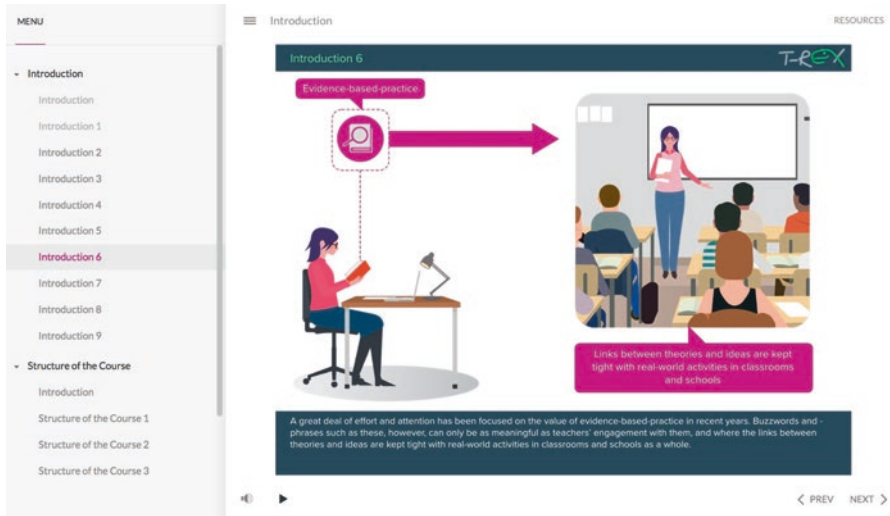 MENU
Introduction
RESOURCES
Introduction
Introduction
Introduction 1
Introduction 2
Introduction 3
Introduction 4
Introduction 5
Introduction 6
Introduction 7
Introduction 8
Introduction 9
Structure of the Course
Introduction
Structure of the Course 1
Structure of the Course 2
Structure of the Course 3
Introduction 6
T-REX
Evidence-based-practice
Links between theories and ideas are kept
tight with real-world activities in classrooms
and schools
A great deal of effort and attention has been focused on the value of evidence-based-practice in recent years. Buzzwords and -
phrases such as these, however, can only be as meaningful as teachers' engagement with them, and where the links between
theories and ideas are kept tight with real-world activities in classrooms and schools as a whole.
PREV
NEXT